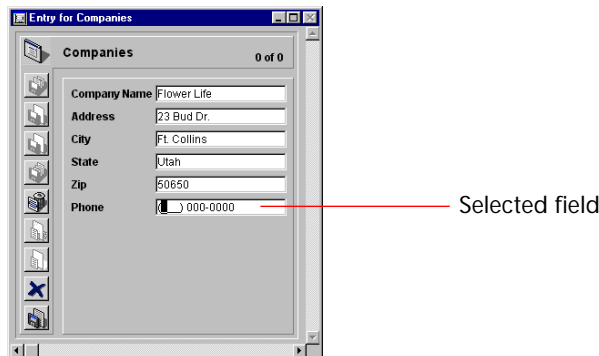 Entry for Companies
Companies 0 of 0
Company Name Flower Life
Address 23 Bud Dr.
City Ft. Collins
State Utah
Zip 50650
Phone (___) 000-0000
Selected field